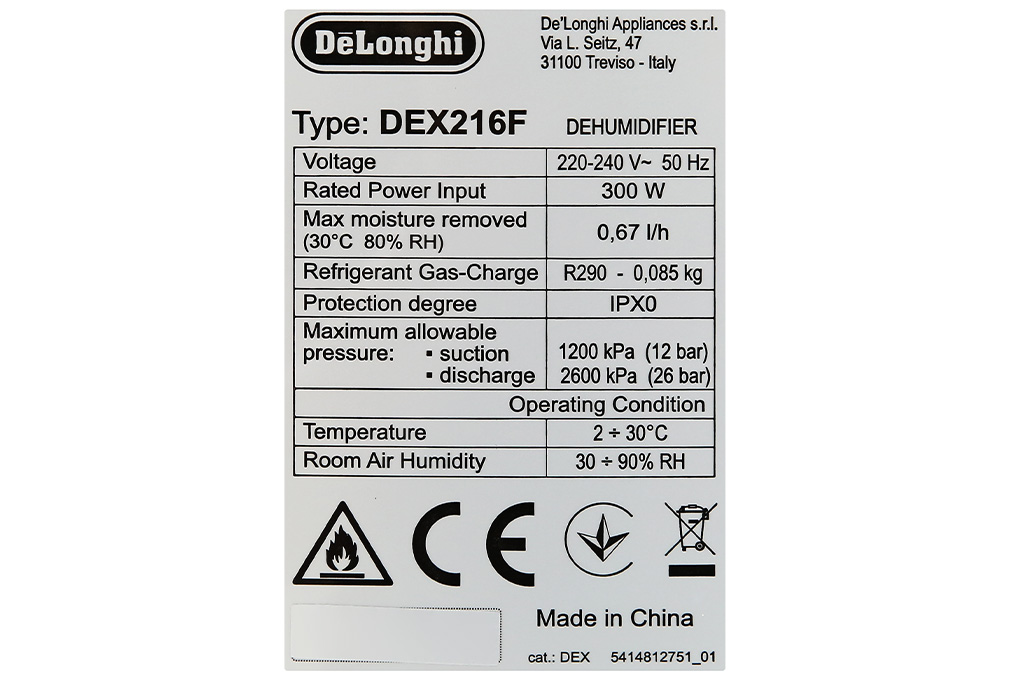 DēLonghi
De'Longhi Appliances s.r.l.
Via L. Seitz, 47
31100 Treviso - Italy
Type: DEX216F DEHUMIDIFIER
Voltage 220-240 V~ 50 Hz
Rated Power Input 300 W
Max moisture removed
(30°C 80% RH) 0,67 l/h
Refrigerant Gas-Charge R290 - 0,085 kg
Protection degree IPX0
Maximum allowable
pressure: ▪ suction 1200 kPa (12 bar)
▪ discharge 2600 kPa (26 bar)
Operating Condition
Temperature 2 ÷ 30°C
Room Air Humidity 30 ÷ 90% RH
CE
Made in China
cat.: DEX 5414812751_01